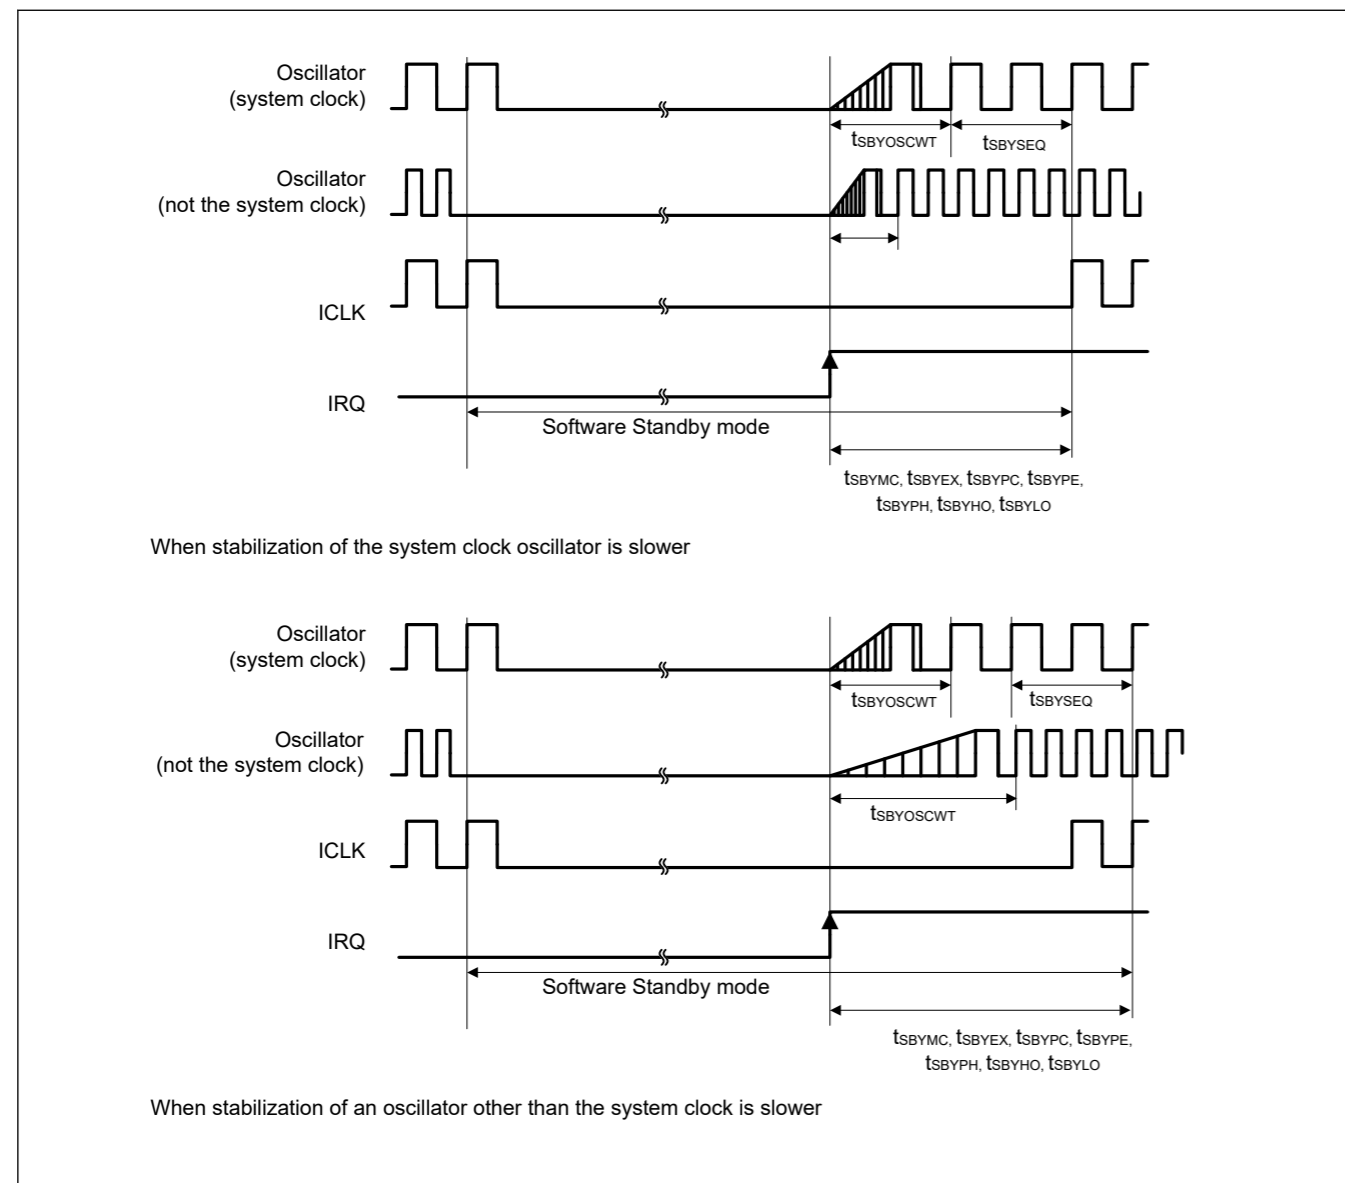 Oscillator
(system clock)
tSBYOSCWT
tSBYSEQ
Oscillator
(not the system clock)
ICLK
IRQ
Software Standby mode
tSBYMC, tSBYEX, tSBYPC, tSBYPE,
tSBYPH, tSBYHO, tSBYLO
When stabilization of the system clock oscillator is slower
Oscillator
(system clock)
tSBYOSCWT
tSBYSEQ
Oscillator
(not the system clock)
tSBYOSCWT
ICLK
IRQ
Software Standby mode
tSBYMC, tSBYEX, tSBYPC, tSBYPE,
tSBYPH, tSBYHO, tSBYLO
When stabilization of an oscillator other than the system clock is slower